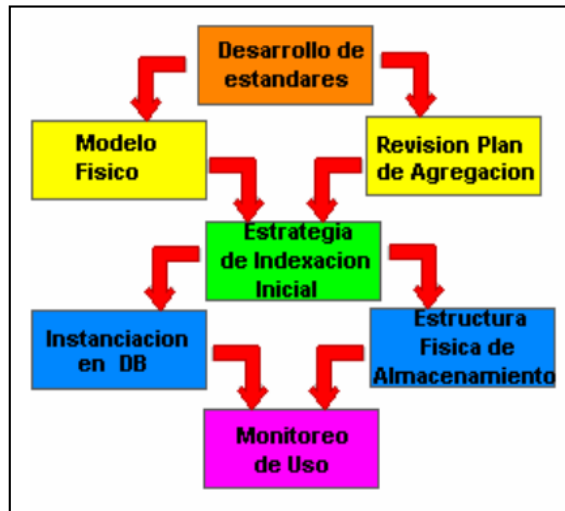 Desarrollo de
estandares
Modelo
Fisico
Revision Plan
de Agregacion
Estrategia
de Indexacion
Inicial
Instanciacion
en DB
Estructura
Fisica de
Almacenamiento
Monitoreo
de Uso